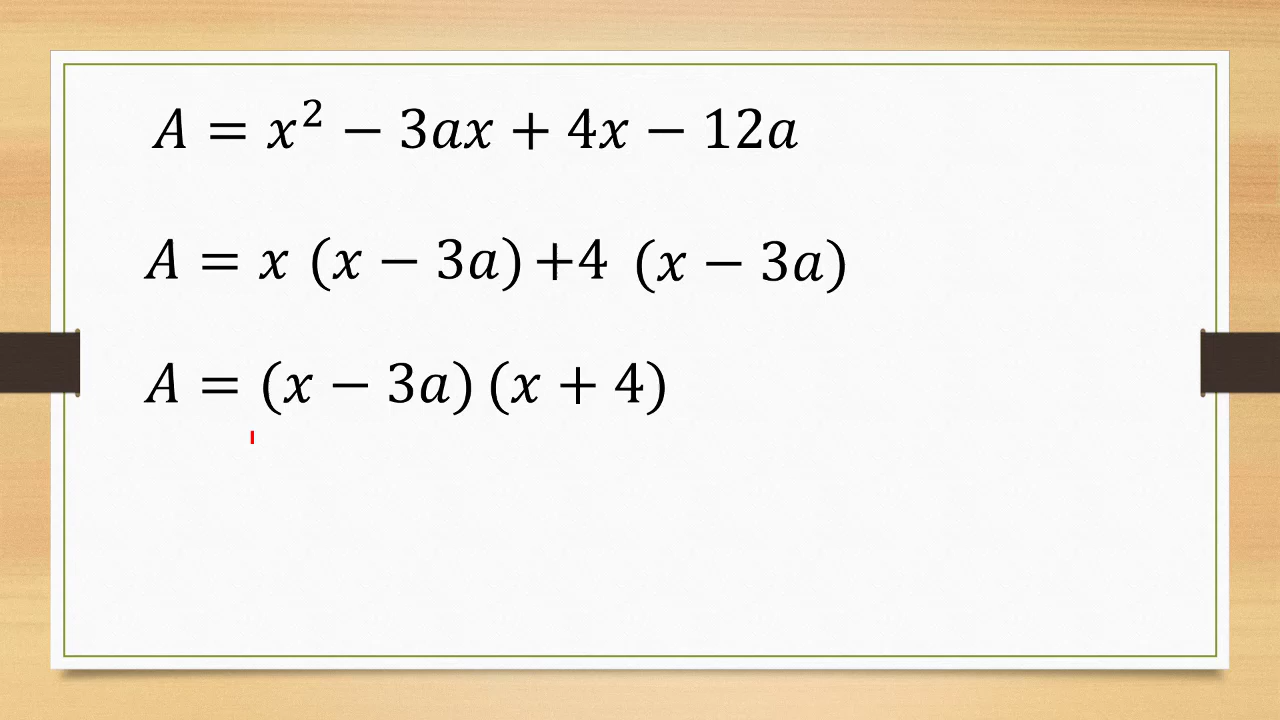 A = x² − 3ax + 4x − 12a
A = x (x − 3a) +4 (x − 3a)
A = (x − 3a) (x + 4)